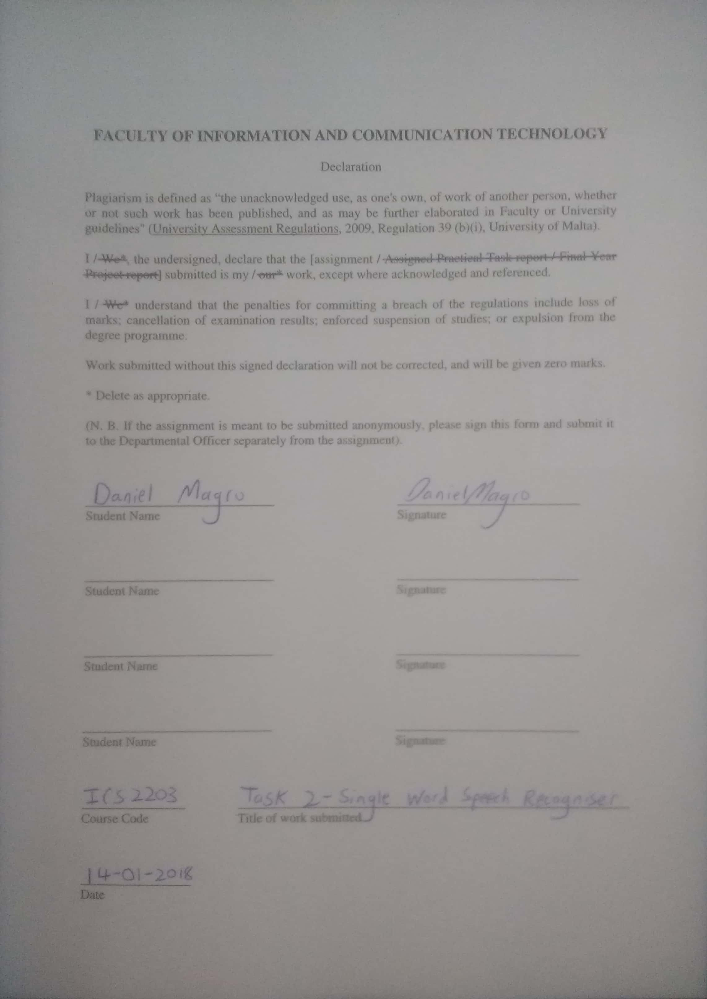 FACULTY OF INFORMATION AND COMMUNICATION TECHNOLOGY
Declaration
Plagiarism is defined as “the unacknowledged use, as one's own, of work of another person, whether
or not such work has been published, and as may be further elaborated in Faculty or University
guidelines" (University Assessment Regulations, 2009, Regulation 39 (b)(i), University of Malta).
I / We*, the undersigned, declare that the [assignment / Assigned Practical Task report / Final Year
Project report] submitted is my / our* work, except where acknowledged and referenced.
I / We* understand that the penalties for committing a breach of the regulations include loss of
marks; cancellation of examination results; enforced suspension of studies; or expulsion from the
degree programme.
Work submitted without this signed declaration will not be corrected, and will be given zero marks.
* Delete as appropriate.
(N. B. If the assignment is meant to be submitted anonymously, please sign this form and submit it
to the Departmental Officer separately from the assignment).
Daniel Magro Daniel Magro
Student Name Signature
Student Name Signature
Student Name Signature
Student Name Signature
ICS2203 Task 2-Single Word Speech Recogniser
Course Code Title of work submitted
14-01-2018
Date